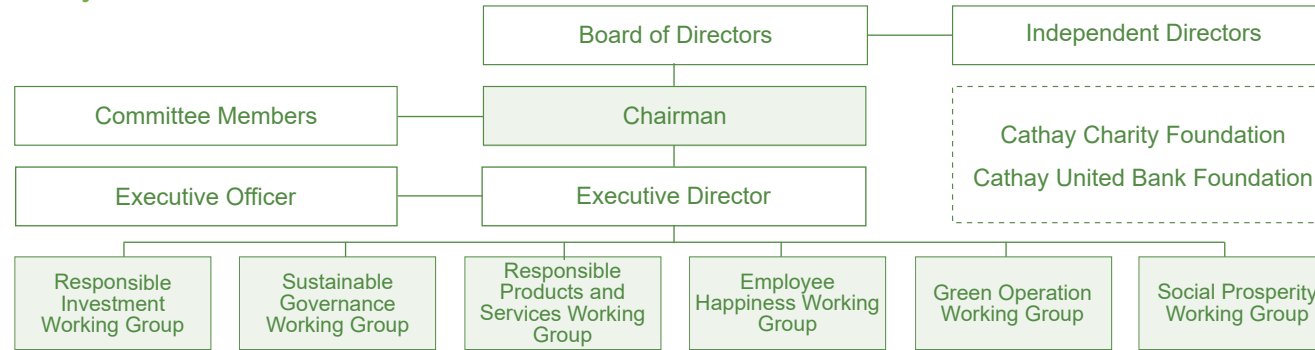 Board of Directors
Independent Directors
Committee Members
Chairman
Cathay Charity Foundation
Cathay United Bank Foundation
Executive Officer
Executive Director
Responsible
Investment
Working Group
Sustainable
Governance
Working Group
Responsible
Products and
Services Working
Group
Employee
Happiness Working
Group
Green Operation
Working Group
Social Prosperity
Working Group